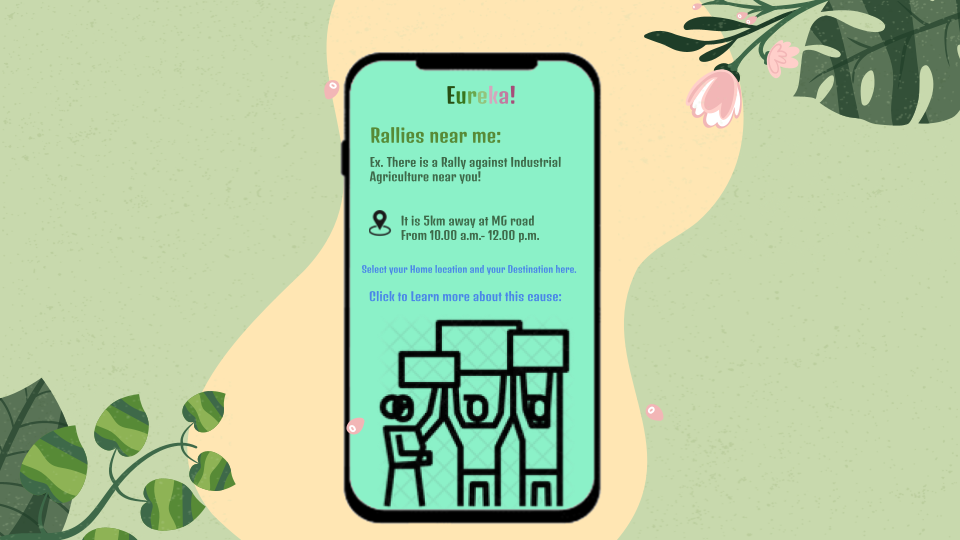 Eureka!
Rallies near me:
Ex. There is a Rally against Industrial
Agriculture near you!
It is 5km away at MG road
From 10.00 a.m.- 12.00 p.m.
Select your Home location and your Destination here.
Click to Learn more about this cause: